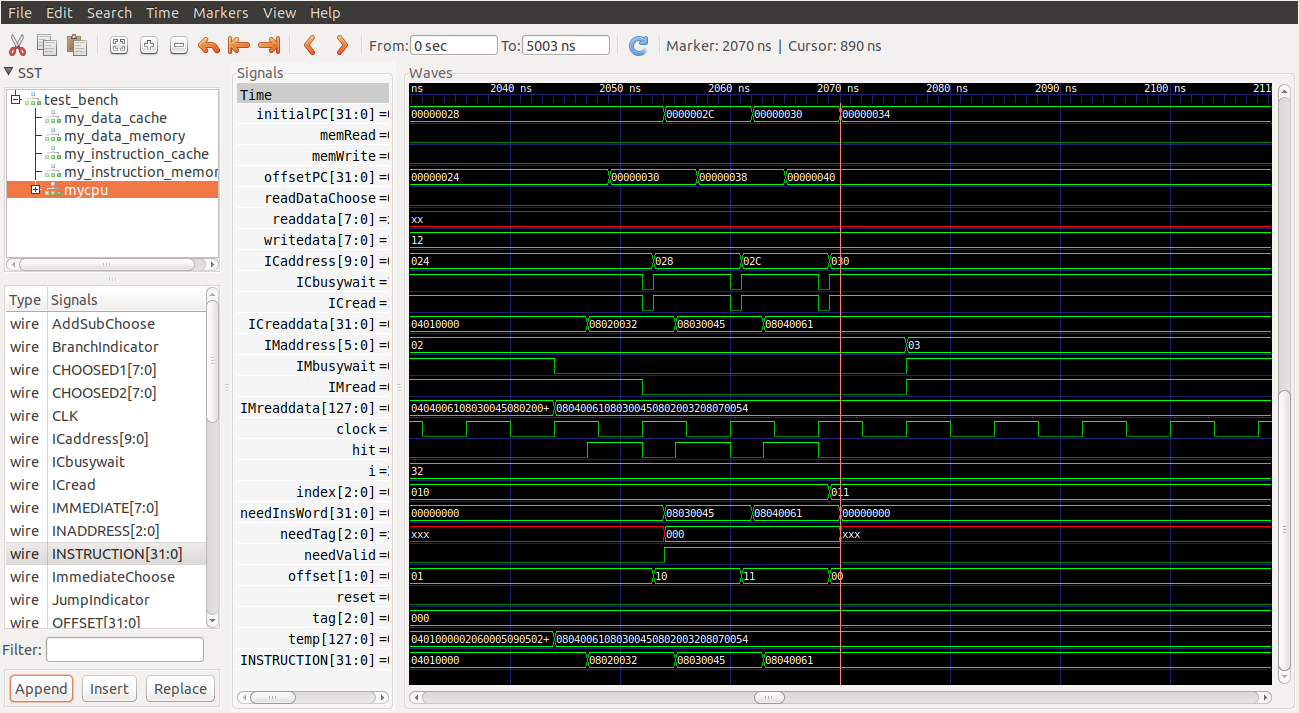 File Edit Search Time Markers View Help
From: 0 sec To: 5003 ns Marker: 2070 ns | Cursor: 890 ns
SST
test_bench
my_data_cache
my_data_memory
my_instruction_cache
my_instruction_memor
mycpu
Type Signals
wire AddSubChoose
wire BranchIndicator
wire CHOOSED1[7:0]
wire CHOOSED2[7:0]
wire CLK
wire ICaddress[9:0]
wire ICbusywait
wire ICread
wire IMMEDIATE[7:0]
wire INADDRESS[2:0]
wire INSTRUCTION[31:0]
wire ImmediateChoose
wire JumpIndicator
wire OFFSET[31:0]
Filter:
Append Insert Replace
Signals
Waves
Time
ns 2040 ns 2050 ns 2060 ns 2070 ns 2080 ns 2090 ns 2100 ns 2110
initialPC[31:0] = 00000028 0000002C 00000030 00000034
memRead =
memWrite =
offsetPC[31:0] = 00000024 00000030 00000038 00000040
readDataChoose =
readdata[7:0] = xx
writedata[7:0] = 12
ICaddress[9:0] = 024 028 02C 030
ICbusywait =
ICread =
ICreaddata[31:0] = 04010000 08020032 08030045 08040061
IMaddress[5:0] = 02 03
IMbusywait =
IMread =
IMreaddata[127:0] = 0404006108030045080200+ 08040061080300450802003208070054
clock =
hit =
i = 32
index[2:0] = 010 011
needInsWord[31:0] = 00000000 08030045 08040061 00000000
needTag[2:0] = xxx 000 xxx
needValid =
offset[1:0] = 01 10 11 00
reset =
tag[2:0] = 000
temp[127:0] = 0401000002060005090502+ 08040061080300450802003208070054
INSTRUCTION[31:0] = 04010000 08020032 08030045 08040061